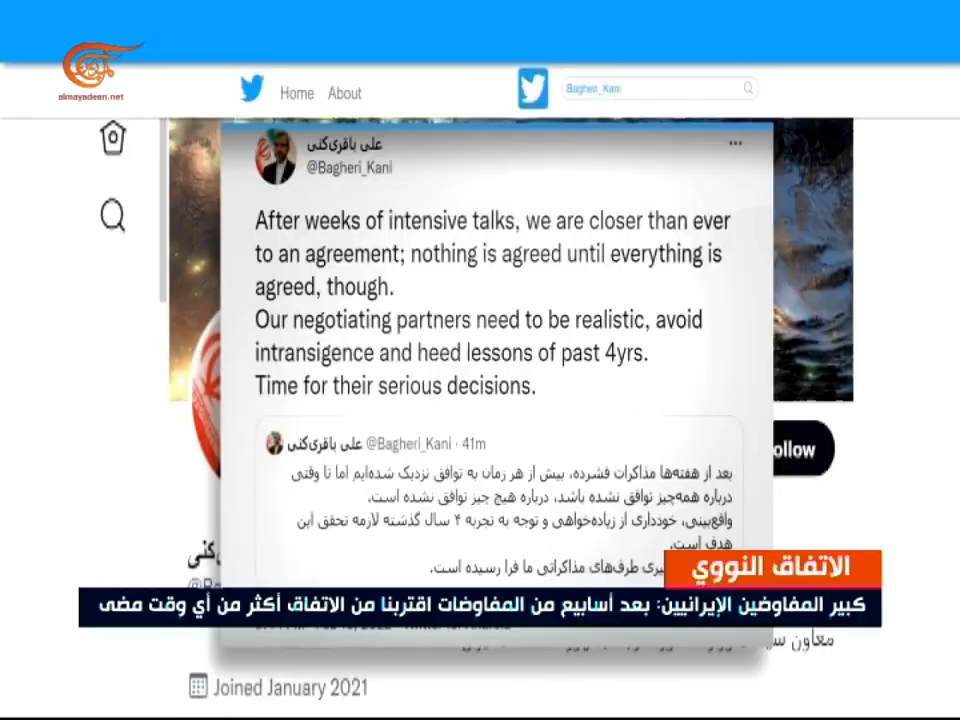 almayadeen.net
Home About
Bagheri_Kani
علی باقری‌کنی
@Bagheri_Kani
After weeks of intensive talks, we are closer than ever
to an agreement; nothing is agreed until everything is
agreed, though.
Our negotiating partners need to be realistic, avoid
intransigence and heed lessons of past 4yrs.
Time for their serious decisions.
علی باقری‌کنی @Bagheri_Kani · 41m
بعد از هفته‌ها مذاکرات فشرده، بیش از هر زمان به توافق نزدیک شده‌ایم اما تا وقتی
درباره همه‌چیز توافق نشده باشد، درباره هیچ چیز توافق نشده است.
واقع‌بینی، خودداری از زیاده‌خواهی و توجه به تجربه ۴ سال گذشته لازمه تحقق این
هدف است.
طرف‌های مذاکراتی ما فرا رسیده است.
ollow
الاتفاق النووي
كبير المفاوضين الإيرانيين: بعد أسابيع من المفاوضات اقتربنا من الاتفاق أكثر من أي وقت مضى
معاون
Joined January 2021